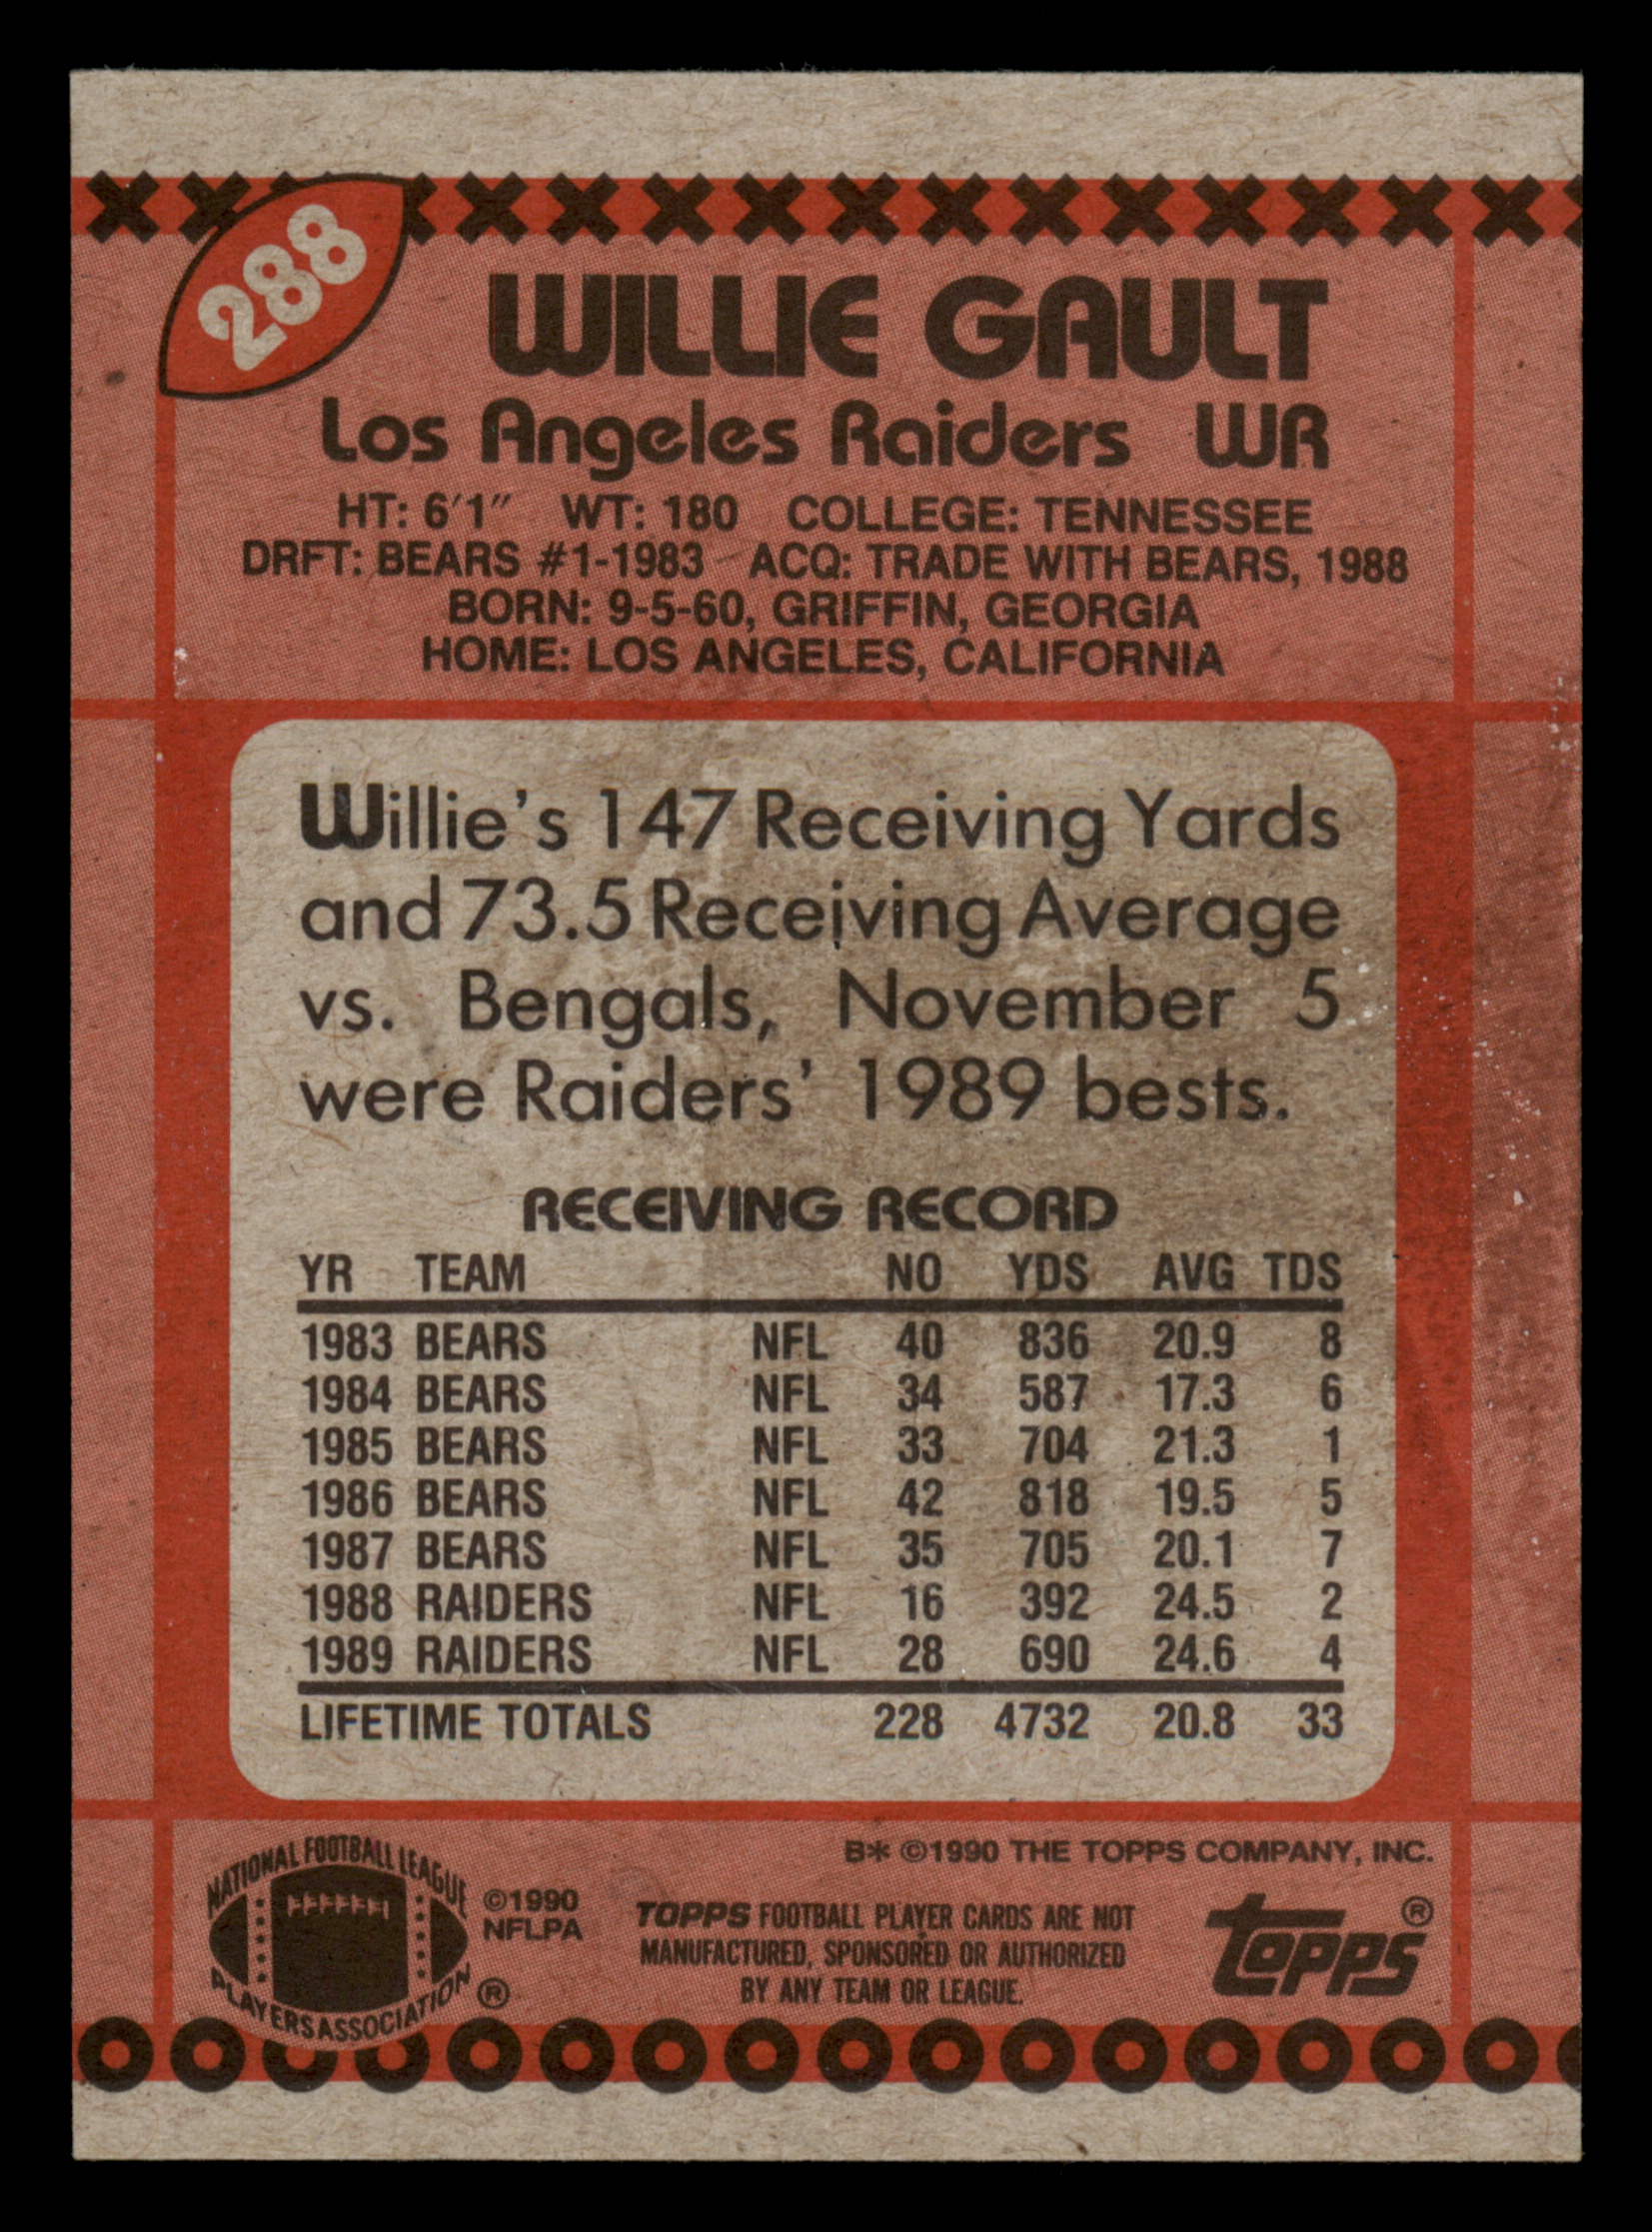 288
WILLIE GAULT
Los Angeles Raiders WR
HT: 6'1" WT: 180 COLLEGE: TENNESSEE
DRFT: BEARS #1-1983 ACQ: TRADE WITH BEARS, 1988
BORN: 9-5-60, GRIFFIN, GEORGIA
HOME: LOS ANGELES, CALIFORNIA
Willie's 147 Receiving Yards
and 73.5 Receiving Average
vs. Bengals, November 5
were Raiders' 1989 bests.
RECEIVING RECORD
YR TEAM NO YDS AVG TDS
1983 BEARS NFL 40 836 20.9 8
1984 BEARS NFL 34 587 17.3 6
1985 BEARS NFL 33 704 21.3 1
1986 BEARS NFL 42 818 19.5 5
1987 BEARS NFL 35 705 20.1 7
1988 RAIDERS NFL 16 392 24.5 2
1989 RAIDERS NFL 28 690 24.6 4
LIFETIME TOTALS 228 4732 20.8 33
B* ©1990 THE TOPPS COMPANY, INC.
NATIONAL FOOTBALL LEAGUE
PLAYERS ASSOCIATION ®
©1990
NFLPA
TOPPS FOOTBALL PLAYER CARDS ARE NOT
MANUFACTURED, SPONSORED OR AUTHORIZED
BY ANY TEAM OR LEAGUE.
topps ®